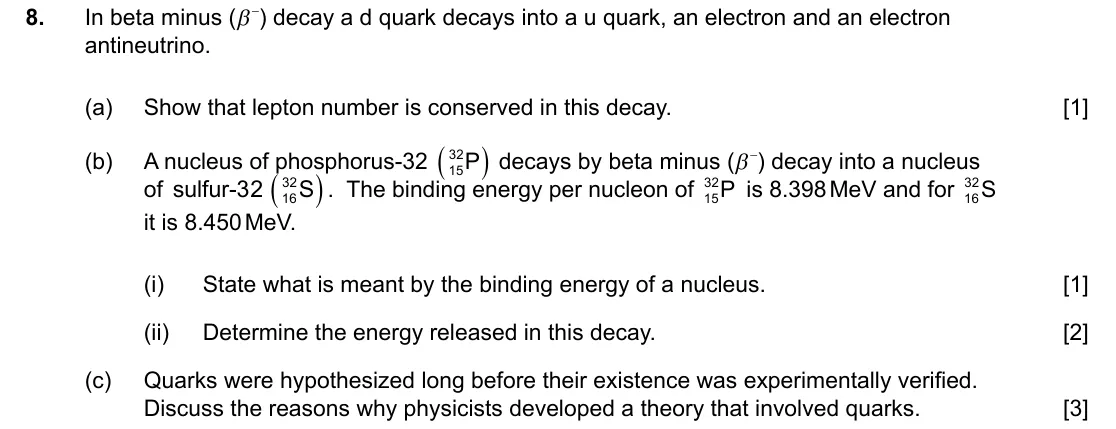 8. In beta minus (β⁻) decay a d quark decays into a u quark, an electron and an electron
antineutrino.
(a) Show that lepton number is conserved in this decay. [1]
(b) A nucleus of phosphorus-32 (³²₁₅P) decays by beta minus (β⁻) decay into a nucleus
of sulfur-32 (³²₁₆S). The binding energy per nucleon of ³²₁₅P is 8.398 MeV and for ³²₁₆S
it is 8.450 MeV.
(i) State what is meant by the binding energy of a nucleus. [1]
(ii) Determine the energy released in this decay. [2]
(c) Quarks were hypothesized long before their existence was experimentally verified.
Discuss the reasons why physicists developed a theory that involved quarks. [3]